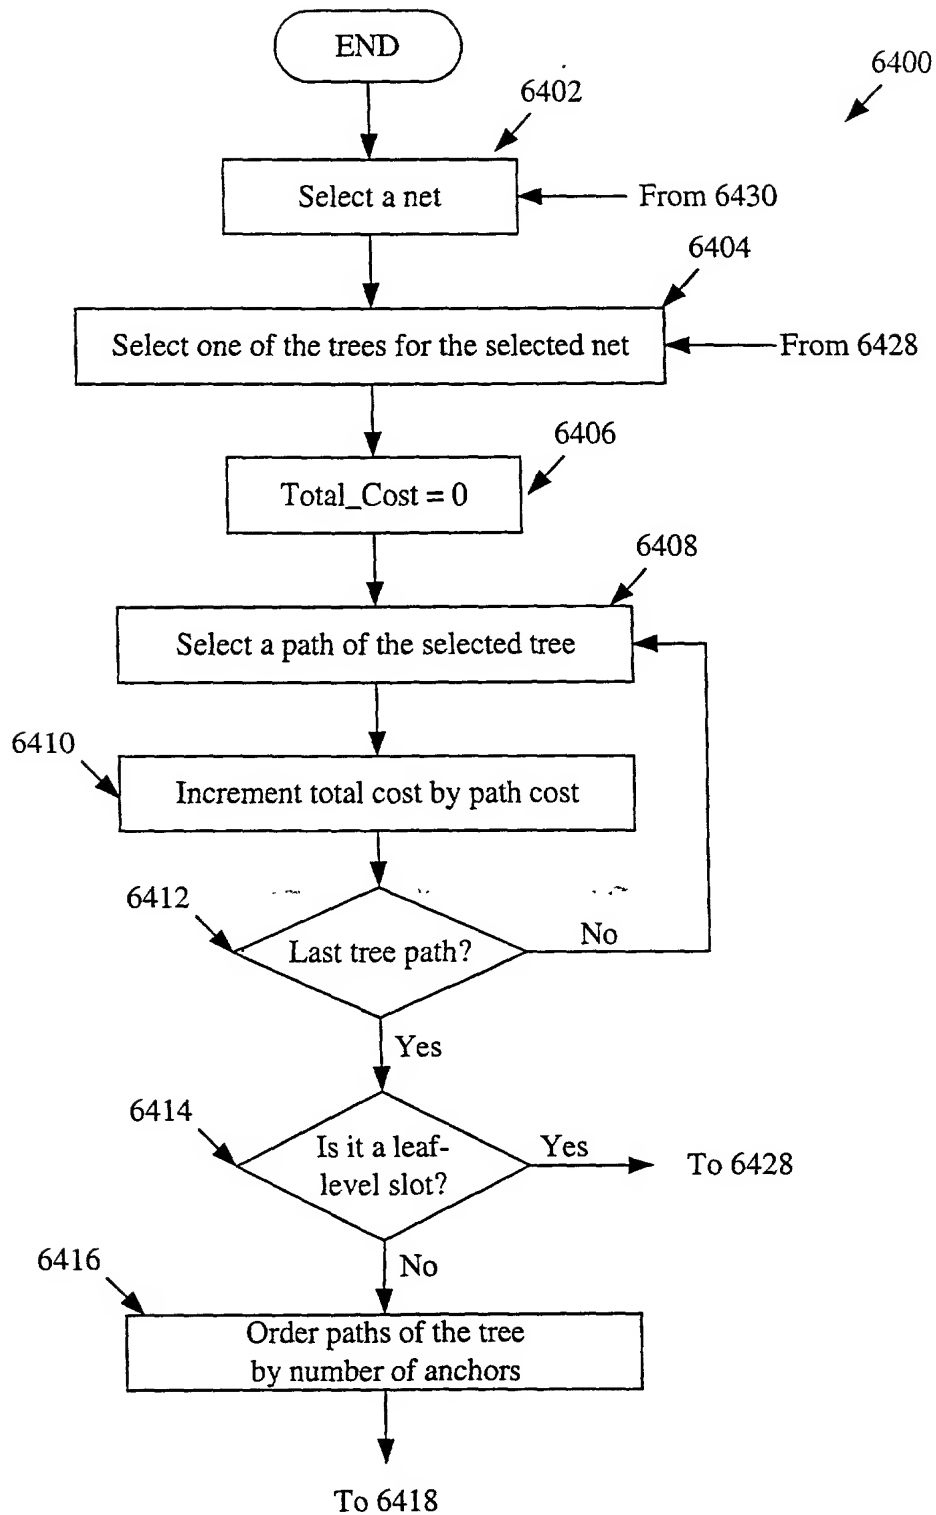 END
6400
6402
Select a net
From 6430
6404
Select one of the trees for the selected net
From 6428
6406
Total_Cost = 0
6408
Select a path of the selected tree
6410
Increment total cost by path cost
6412
Last tree path?
No
Yes
6414
Is it a leaf-
level slot?
Yes
To 6428
No
6416
Order paths of the tree
by number of anchors
To 6418